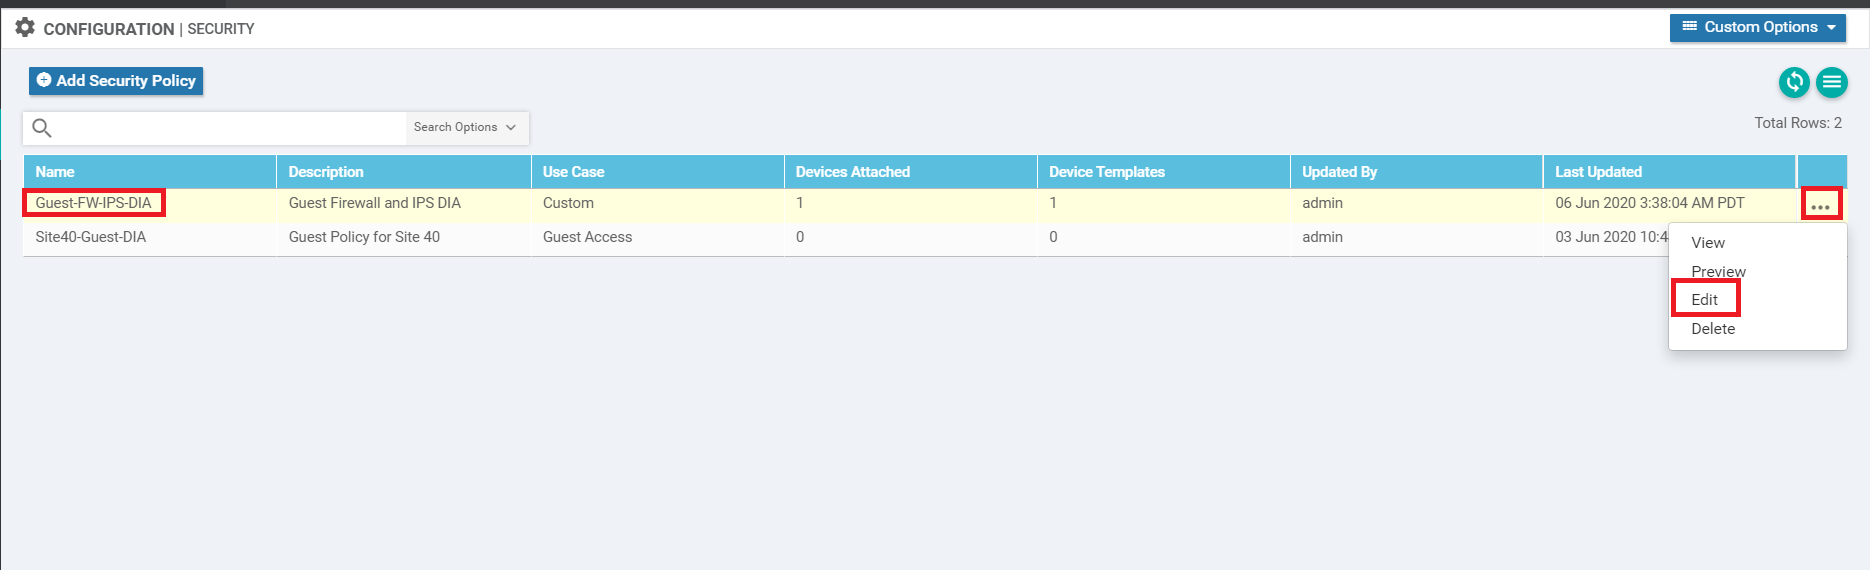 CONFIGURATION | SECURITY
Custom Options
Add Security Policy
Search Options
Total Rows: 2
Name Description Use Case Devices Attached Device Templates Updated By Last Updated
Guest-FW-IPS-DIA Guest Firewall and IPS DIA Custom 1 1 admin 06 Jun 2020 3:38:04 AM PDT
Site40-Guest-DIA Guest Policy for Site 40 Guest Access 0 0 admin 03 Jun 2020 10:4
View
Preview
Edit
Delete